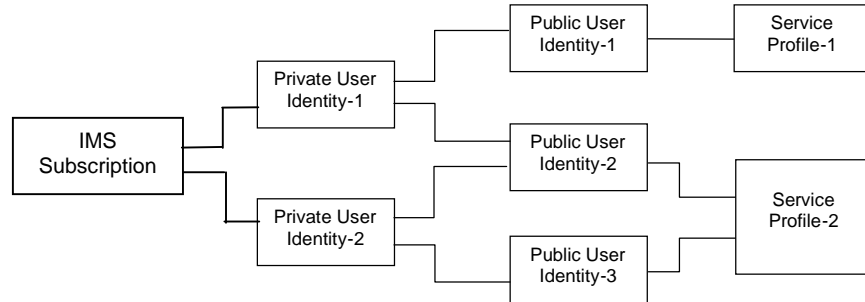 Public User
Identity-1
Service
Profile-1
Private User
Identity-1
IMS
Subscription
Public User
Identity-2
Service
Profile-2
Private User
Identity-2
Public User
Identity-3